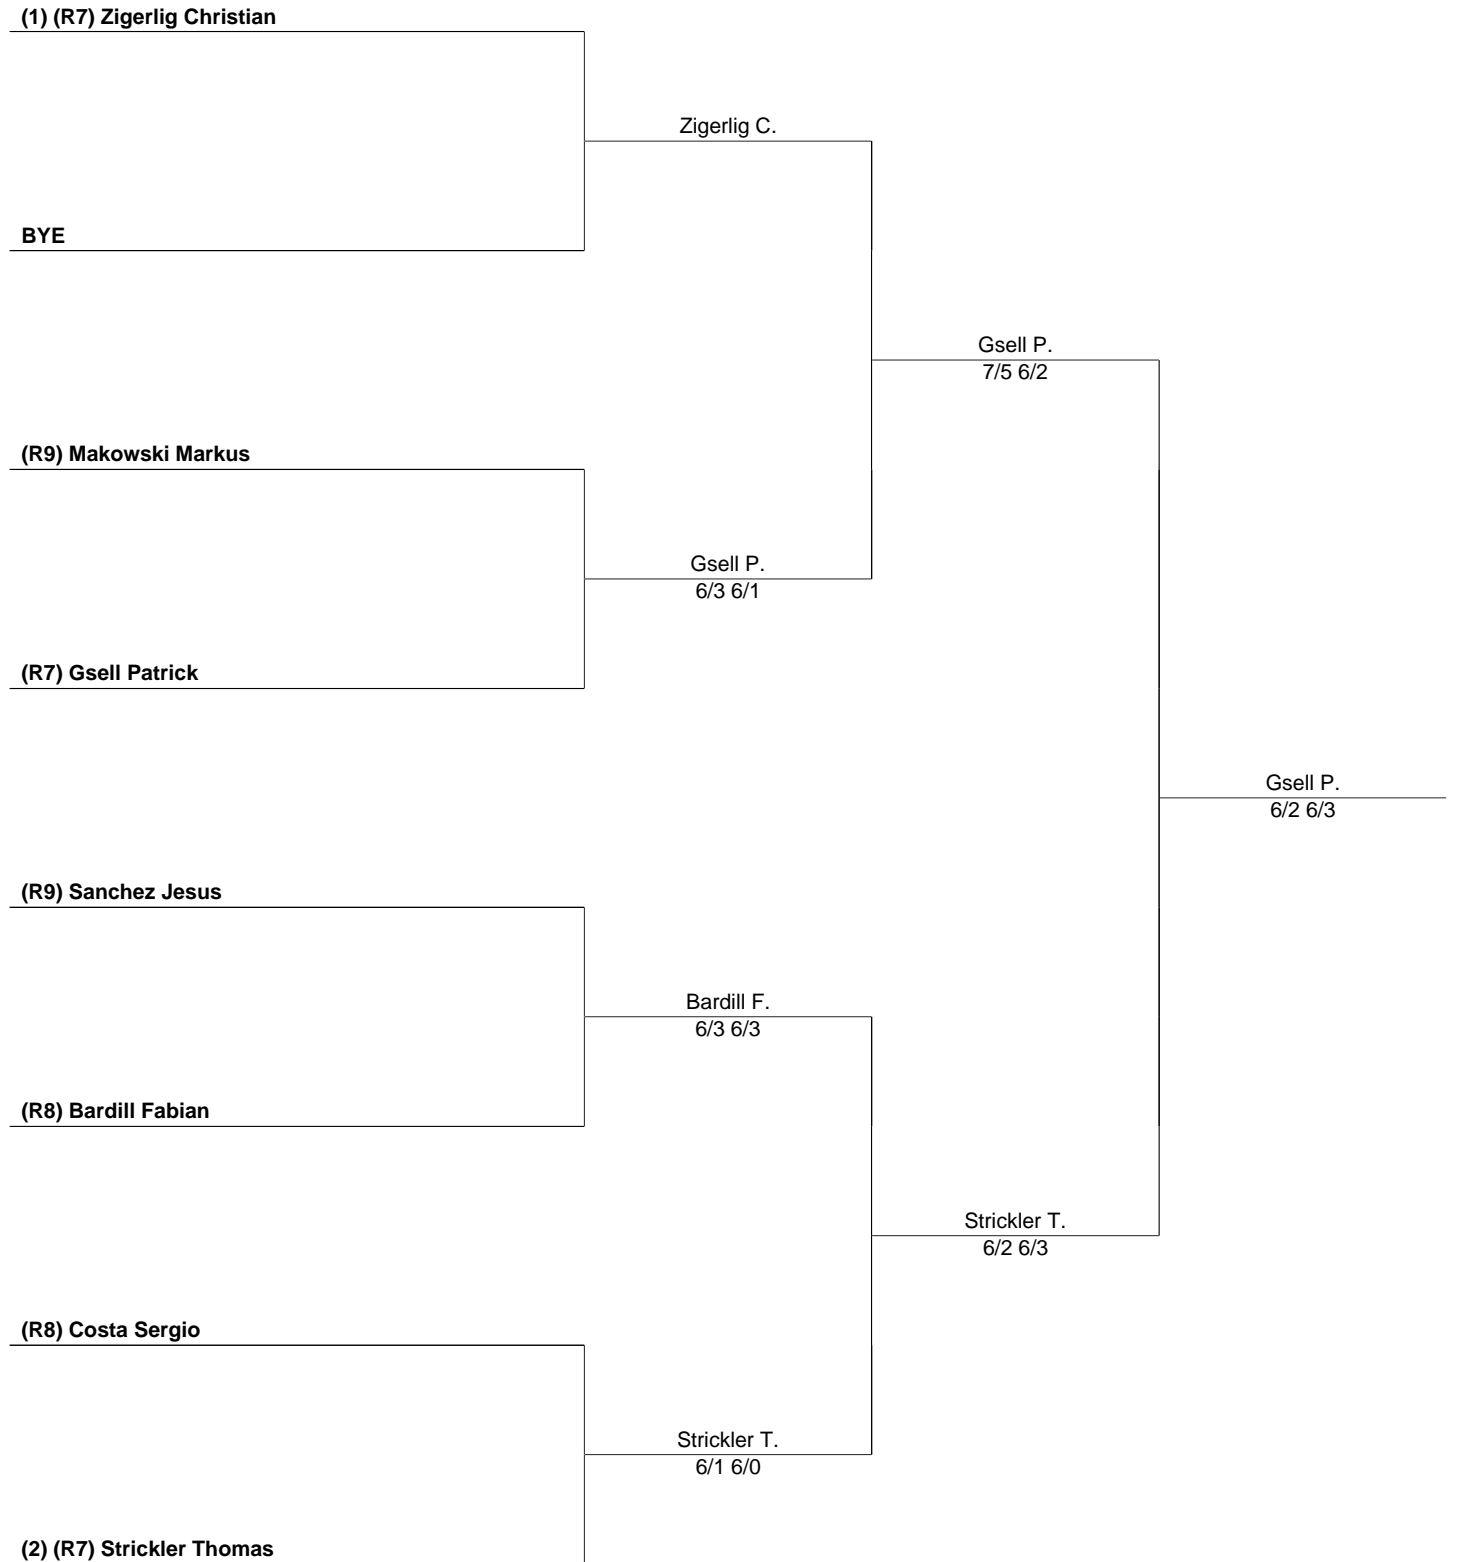 (1) (R7) Zigerlig Christian
Zigerlig C.
BYE
Gsell P.
7/5 6/2
(R9) Makowski Markus
Gsell P.
6/3 6/1
(R7) Gsell Patrick
Gsell P.
6/2 6/3
(R9) Sanchez Jesus
Bardill F.
6/3 6/3
(R8) Bardill Fabian
Strickler T.
6/2 6/3
(R8) Costa Sergio
Strickler T.
6/1 6/0
(2) (R7) Strickler Thomas